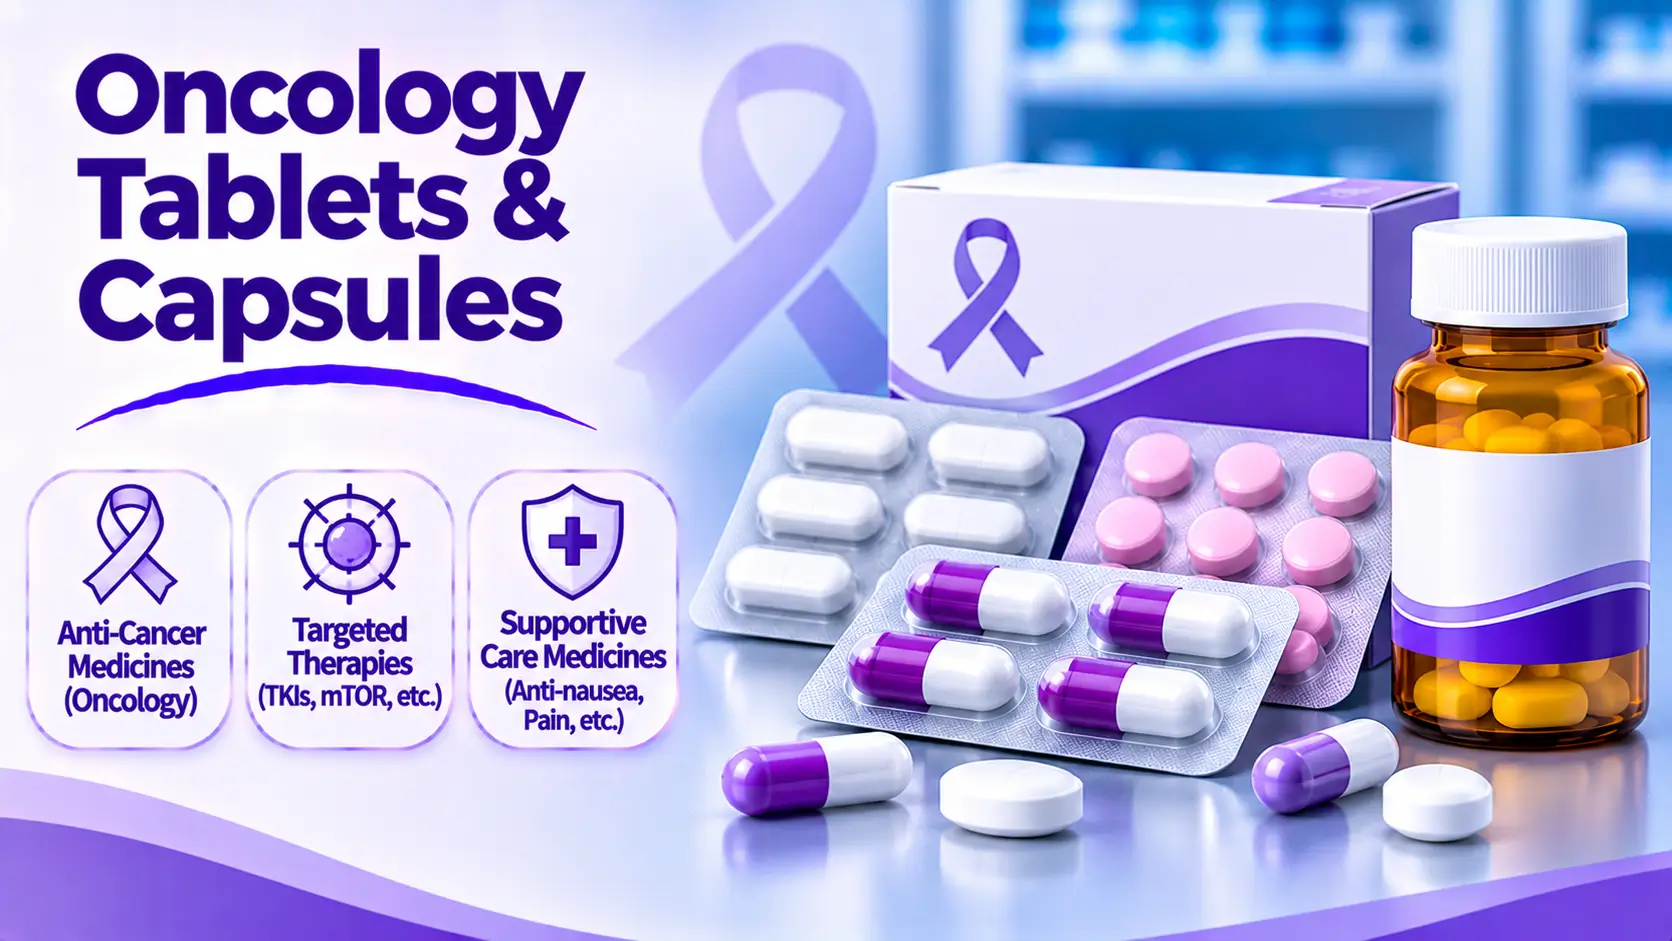 Oncology
Tablets &
Capsules
Anti-Cancer
Medicines
(Oncology)
Targeted
Therapies
(TKIs, mTOR, etc.)
Supportive
Care Medicines
(Anti-nausea,
Pain, etc.)